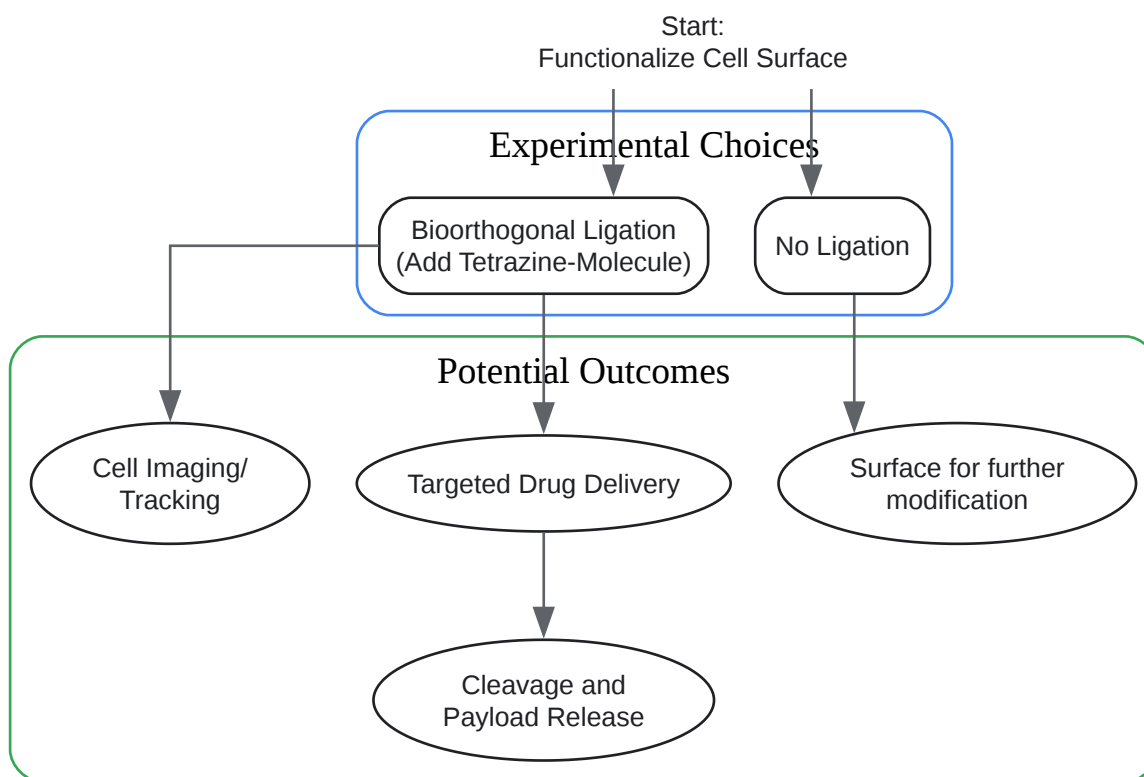 Start:
Functionalize Cell Surface
Experimental Choices
Bioorthogonal Ligation
(Add Tetrazine-Molecule)
No Ligation
Potential Outcomes
Cell Imaging/
Tracking
Targeted Drug Delivery
Surface for further
modification
Cleavage and
Payload Release